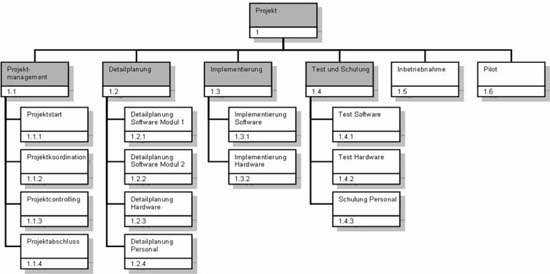 Projekt
1
Projekt-
management
1.1
Detailplanung
1.2
Implementierung
1.3
Test und Schulung
1.4
Inbetriebnahme
1.5
Pilot
1.6
Projektstart
1.1.1
Projektkoordination
1.1.2
Projektcontrolling
1.1.3
Projektabschluss
1.1.4
Detailplanung
Software Modul 1
1.2.1
Detailplanung
Software Modul 2
1.2.2
Detailplanung
Hardware
1.2.3
Detailplanung
Personal
1.2.4
Implementierung
Software
1.3.1
Implementierung
Hardware
1.3.2
Test Software
1.4.1
Test Hardware
1.4.2
Schulung Personal
1.4.3